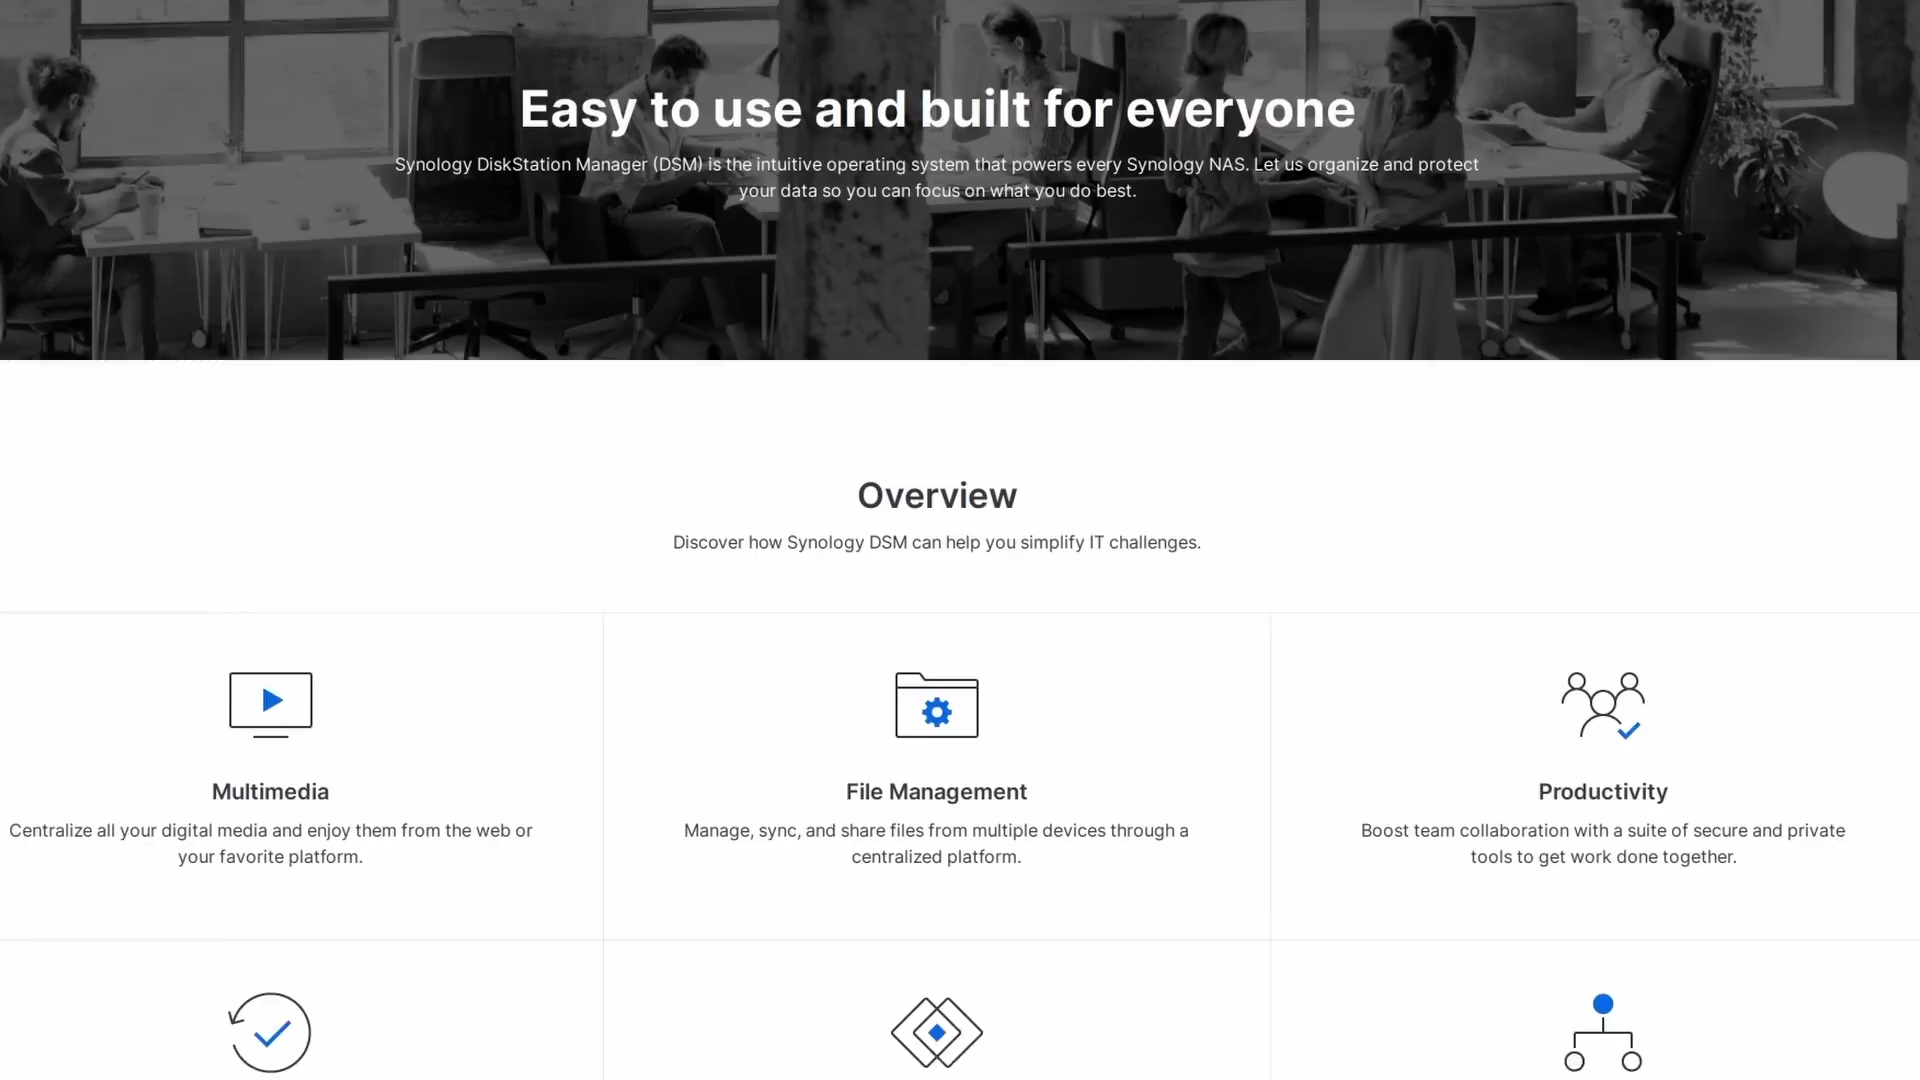 Easy to use and built for everyone
Synology DiskStation Manager (DSM) is the intuitive operating system that powers every Synology NAS. Let us organize and protect
your data so you can focus on what you do best.
Overview
Discover how Synology DSM can help you simplify IT challenges.
Multimedia
Centralize all your digital media and enjoy them from the web or
your favorite platform.
File Management
Manage, sync, and share files from multiple devices through a
centralized platform.
Productivity
Boost team collaboration with a suite of secure and private
tools to get work done together.